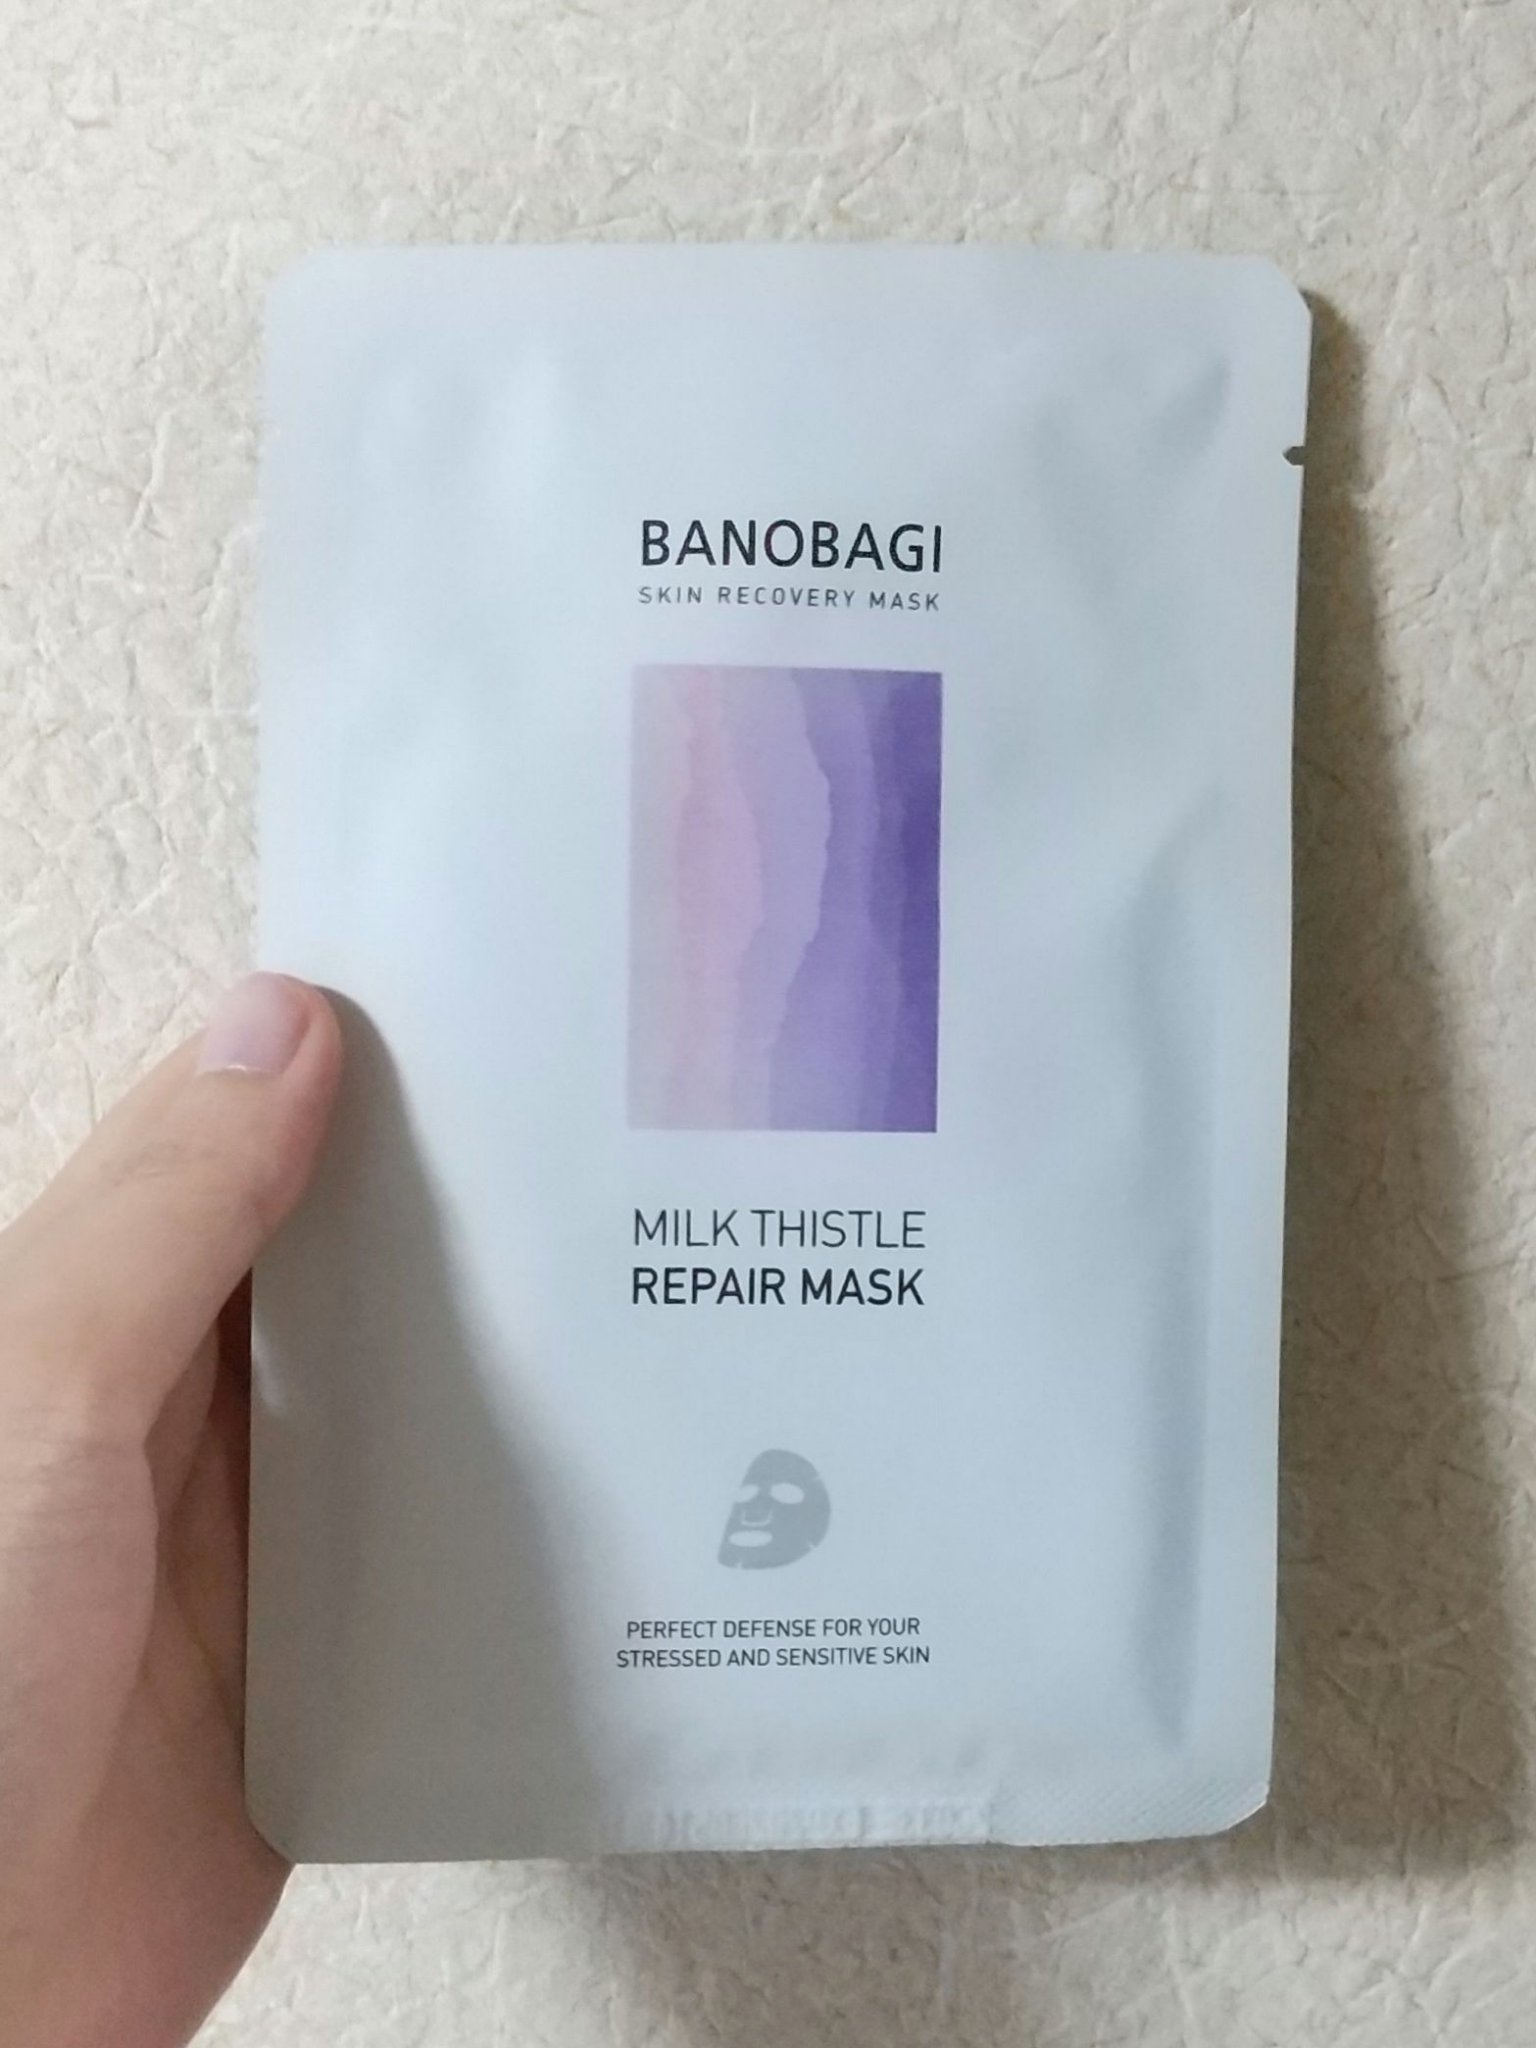 BANOBAGI
SKIN RECOVERY MASK
MILK THISTLE
REPAIR MASK
PERFECT DEFENSE FOR YOUR
STRESSED AND SENSITIVE SKIN